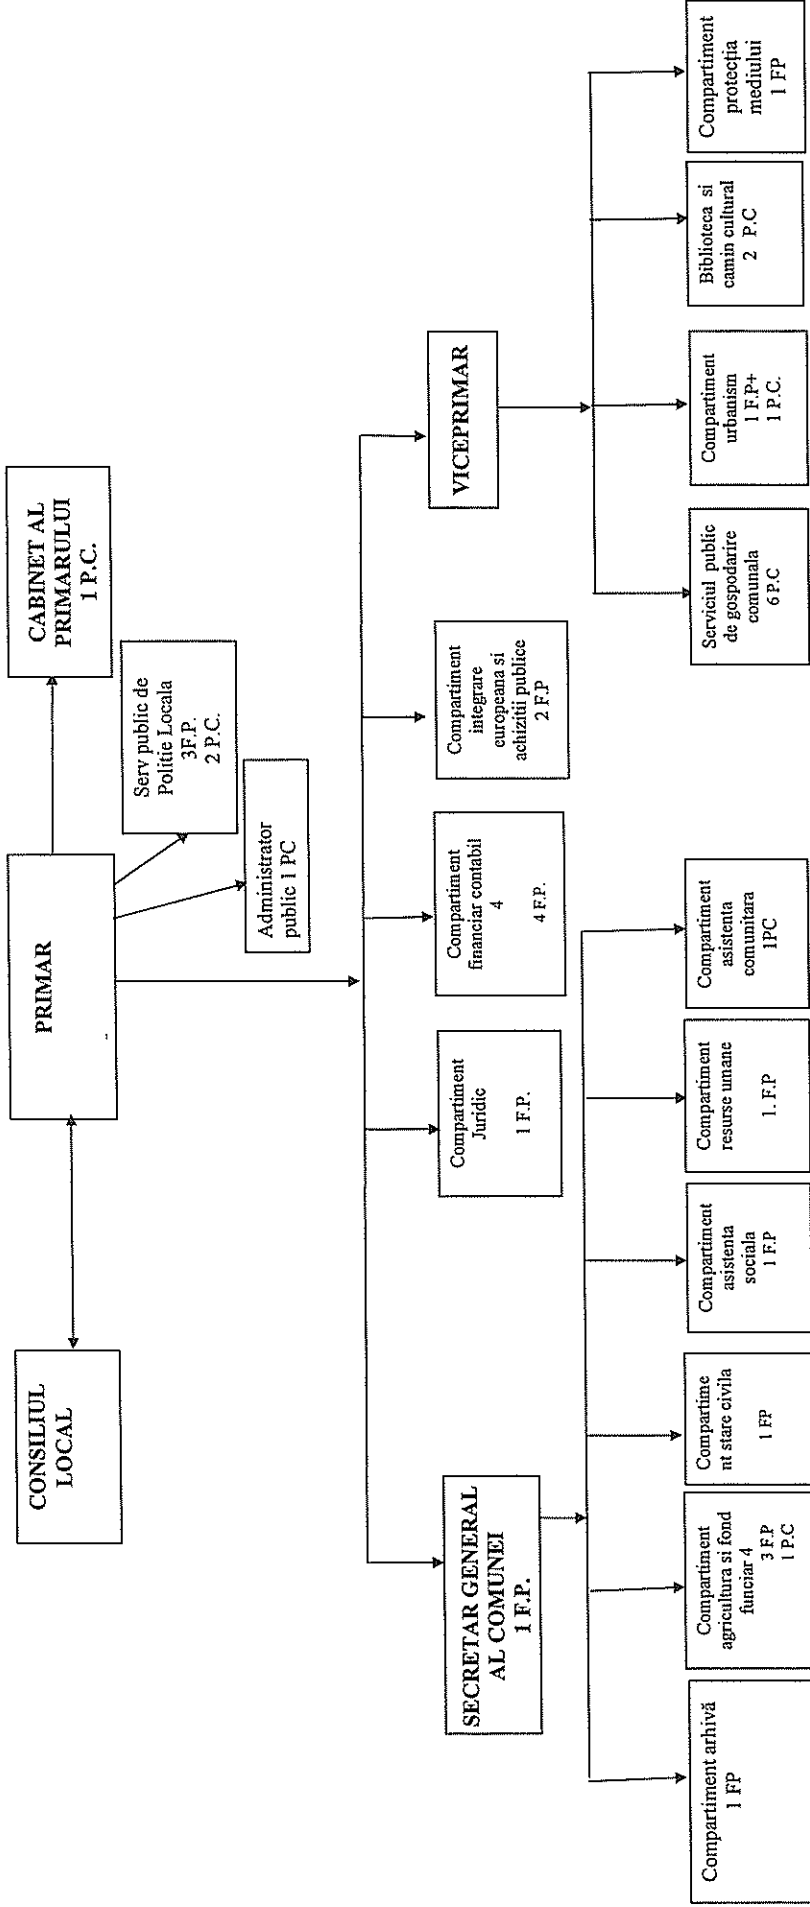 CONSILIUL
LOCAL
PRIMAR
CABINET AL
PRIMARULUI
1 P.C.
Serv public de
Politie Locala
3F.P.
2 P.C.
Administrator
public 1 PC
SECRETAR GENERAL
AL COMUNEI
1 F.P.
Compartiment
Juridic
1 F.P.
Compartiment
financiar contabil
4
4 F.P.
Compartiment
integrare
europeana si
achizitii publice
2 F.P
VICEPRIMAR
Compartiment arhivă
1 FP
Compartiment
agricultura si fond
funciar 4
3 F.P
1 P.C
Compartime
nt stare civila
1 FP
Compartiment
asistenta
sociala
1 F.P
Compartiment
resurse umane
1. F.P
Compartiment
asistenta
comunitara
1PC
Serviciul public
de gospodarire
comunala
6 P.C
Compartiment
urbanism
1 F.P+
1 P.C.
Biblioteca si
camin cultural
2 P.C
Compartiment
protecția
mediului
1 FP